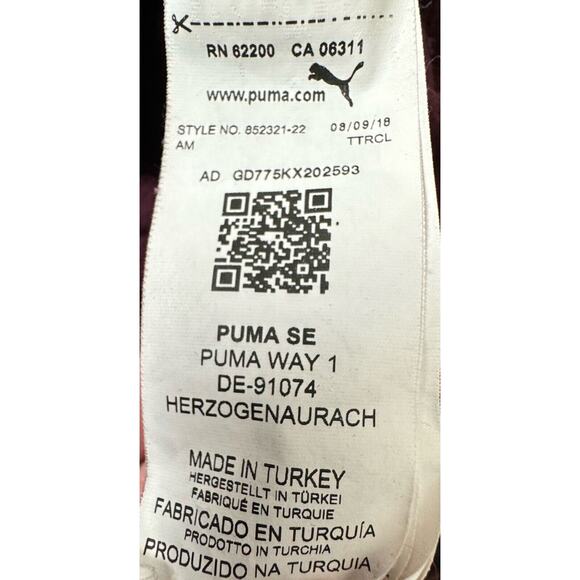 RN 62200 CA 06311
www.puma.com
STYLE NO. 852321-22 08/09/18
AM TTRCL
AD GD775KX202593
PUMA SE
PUMA WAY 1
DE-91074
HERZOGENAURACH
MADE IN TURKEY
HERGESTELLT IN TÜRKEI
FABRIQUÉ EN TURQUIE
FABRICADO EN TURQUÍA
PRODOTTO IN TURCHIA
PRODUZIDO NA TURQUIA